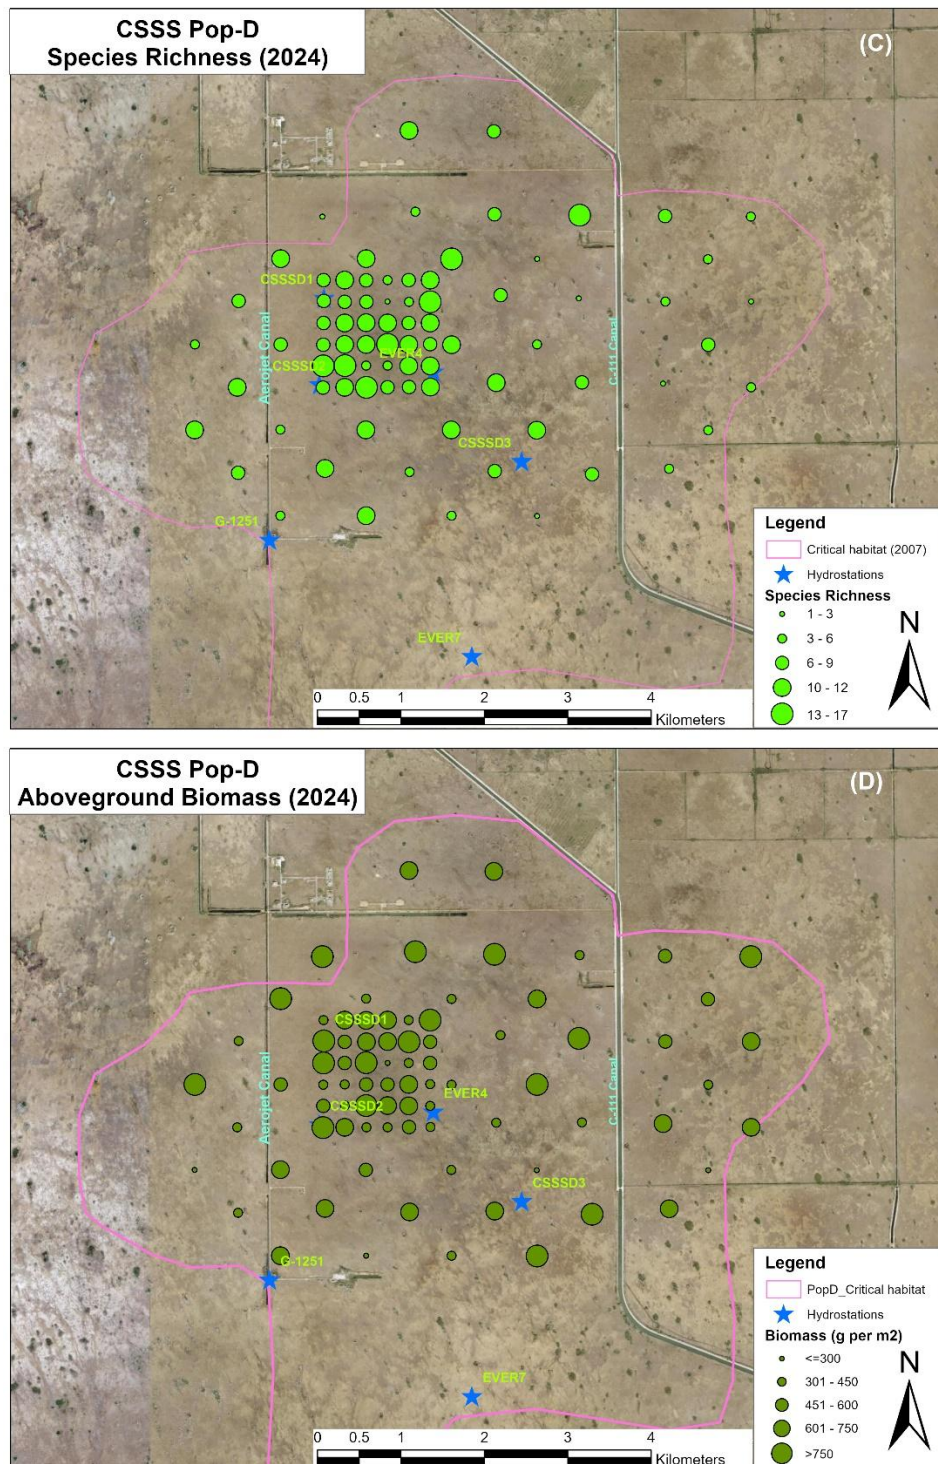 CSSS Pop-D
Species Richness (2024)
(C)
CSSSD1
Aerojet Canal
C-111 Canal
EVER4
CSSSD2
CSSSD3
G-1251
EVER7
Legend
Critical habitat (2007)
Hydrostations
Species Richness
1 - 3
3 - 6
6 - 9
10 - 12
13 - 17
N
0 0.5 1 2 3 4
Kilometers
CSSS Pop-D
Aboveground Biomass (2024)
(D)
CSSSD1
Aerojet Canal
C-111 Canal
EVER4
CSSSD2
CSSSD3
G-1251
EVER7
Legend
PopD_Critical habitat
Hydrostations
Biomass (g per m2)
<=300
301 - 450
451 - 600
601 - 750
>750
N
0 0.5 1 2 3 4
Kilometers